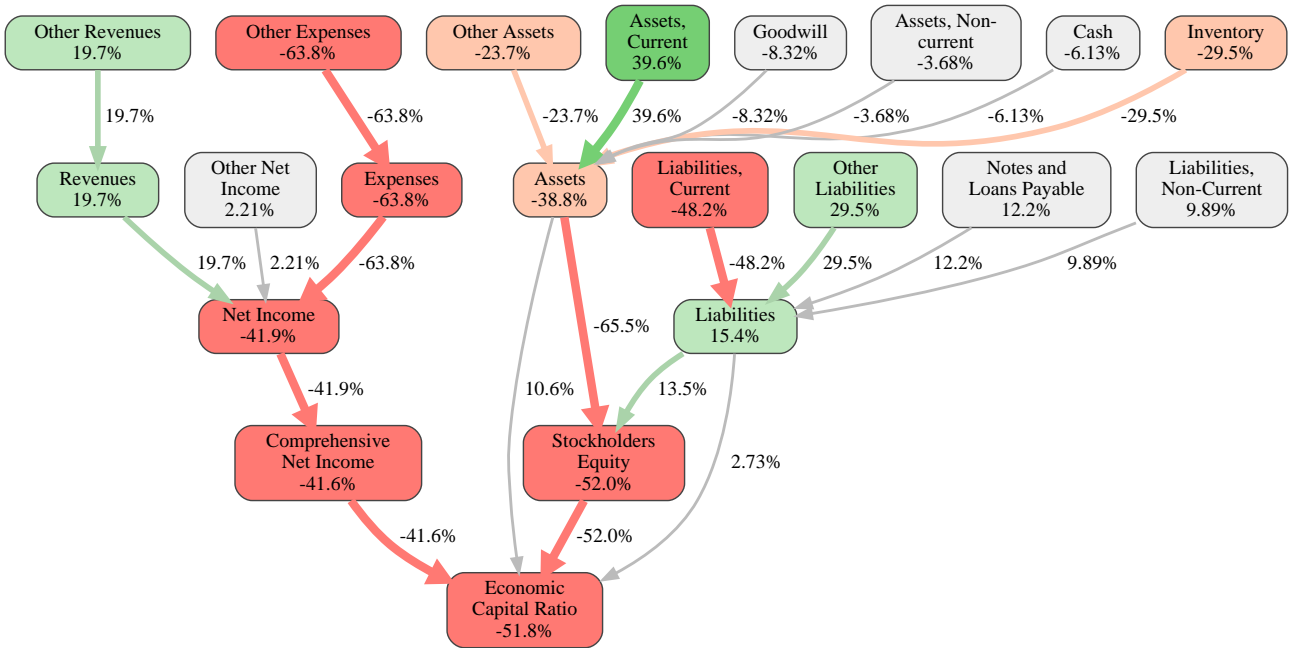 Other Revenues
19.7%
Other Expenses
-63.8%
Other Assets
-23.7%
Assets,
Current
39.6%
Goodwill
-8.32%
Assets, Non-
current
-3.68%
Cash
-6.13%
Inventory
-29.5%
19.7%
-63.8%
-23.7%
39.6%
-8.32%
-3.68%
-6.13%
-29.5%
Revenues
19.7%
Other Net
Income
2.21%
Expenses
-63.8%
Assets
-38.8%
Liabilities,
Current
-48.2%
Other
Liabilities
29.5%
Notes and
Loans Payable
12.2%
Liabilities,
Non-Current
9.89%
19.7%
2.21%
-63.8%
-48.2%
29.5%
12.2%
9.89%
Net Income
-41.9%
-65.5%
Liabilities
15.4%
-41.9%
10.6%
13.5%
Comprehensive
Net Income
-41.6%
Stockholders
Equity
-52.0%
2.73%
-41.6%
-52.0%
Economic
Capital Ratio
-51.8%